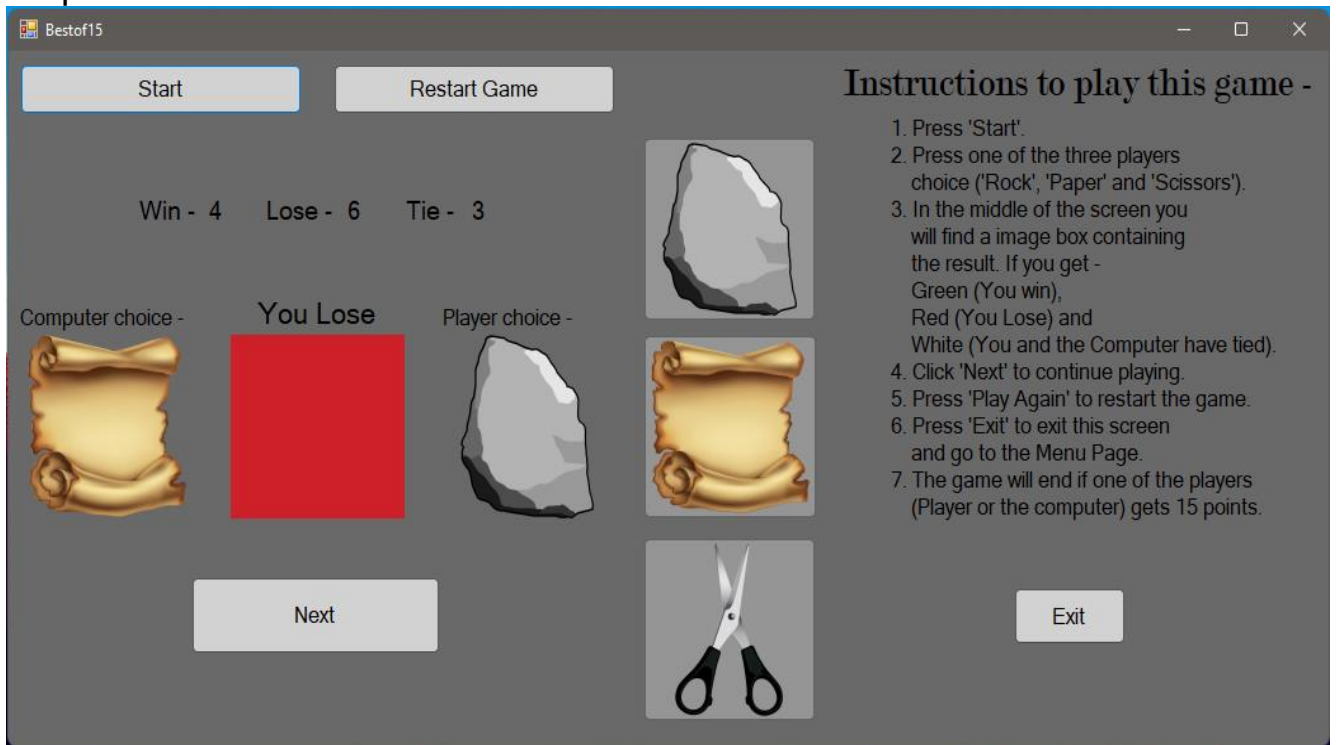 Bestof15
Start
Restart Game
Win - 4 Lose - 6 Tie - 3
Computer choice -
You Lose
Player choice -
Next
Instructions to play this game -
1. Press 'Start'.
2. Press one of the three players
choice ('Rock', 'Paper' and 'Scissors').
3. In the middle of the screen you
will find a image box containing
the result. If you get -
Green (You win),
Red (You Lose) and
White (You and the Computer have tied).
4. Click 'Next' to continue playing.
5. Press 'Play Again' to restart the game.
6. Press 'Exit' to exit this screen
and go to the Menu Page.
7. The game will end if one of the players
(Player or the computer) gets 15 points.
Exit